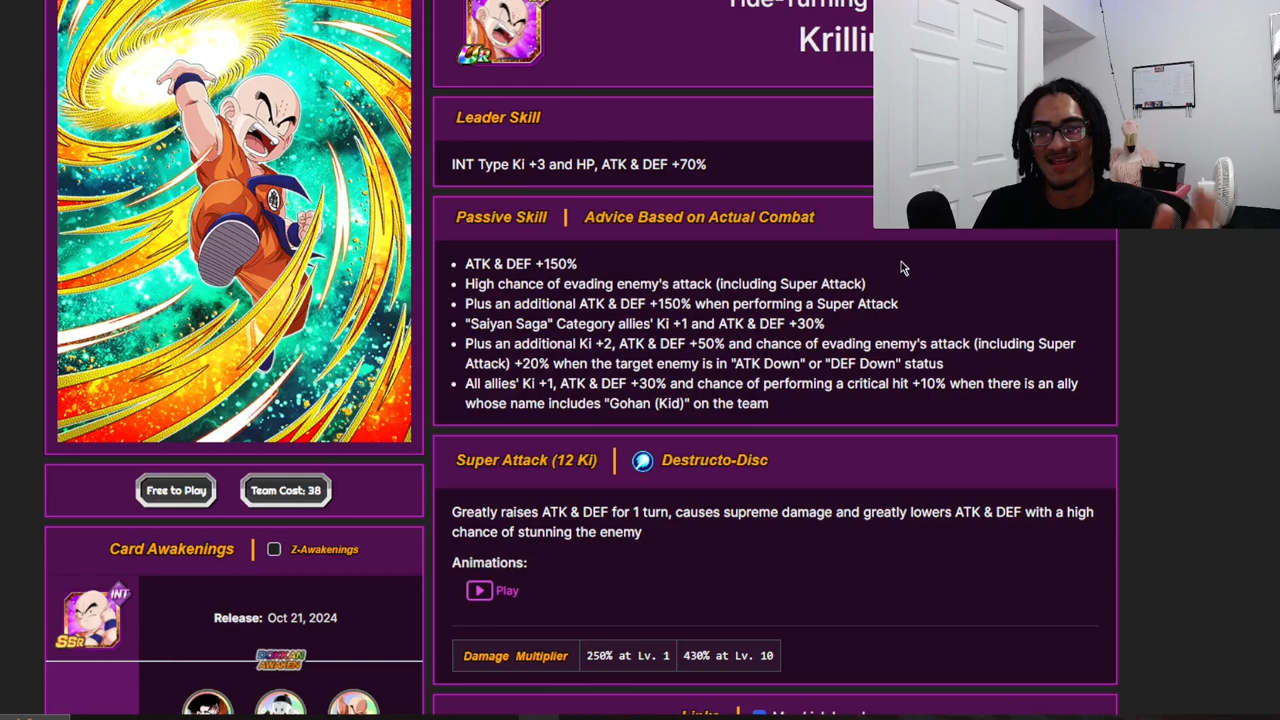 Tide-Turning
UR
Leader Skill
INT Type Ki +3 and HP, ATK & DEF +70%
Passive Skill | Advice Based on Actual Combat
• ATK & DEF +150%
• High chance of evading enemy's attack (including Super Attack)
• Plus an additional ATK & DEF +150% when performing a Super Attack
• "Saiyan Saga" Category allies' Ki +1 and ATK & DEF +30%
• Plus an additional Ki +2, ATK & DEF +50% and chance of evading enemy's attack (including Super
Attack) +20% when the target enemy is in "ATK Down" or "DEF Down" status
• All allies' Ki +1, ATK & DEF +30% and chance of performing a critical hit +10% when there is an ally
whose name includes "Gohan (Kid)" on the team
Super Attack (12 Ki) | Destructo-Disc
Greatly raises ATK & DEF for 1 turn, causes supreme damage and greatly lowers ATK & DEF with a high
chance of stunning the enemy
Animations:
Play
Damage Multiplier 250% at Lv. 1 430% at Lv. 10
Free to Play Team Cost: 38
Card Awakenings | Z-Awakenings
INT
SSR
Release: Oct 21, 2024
DOKKAN
AWAKEN
Links